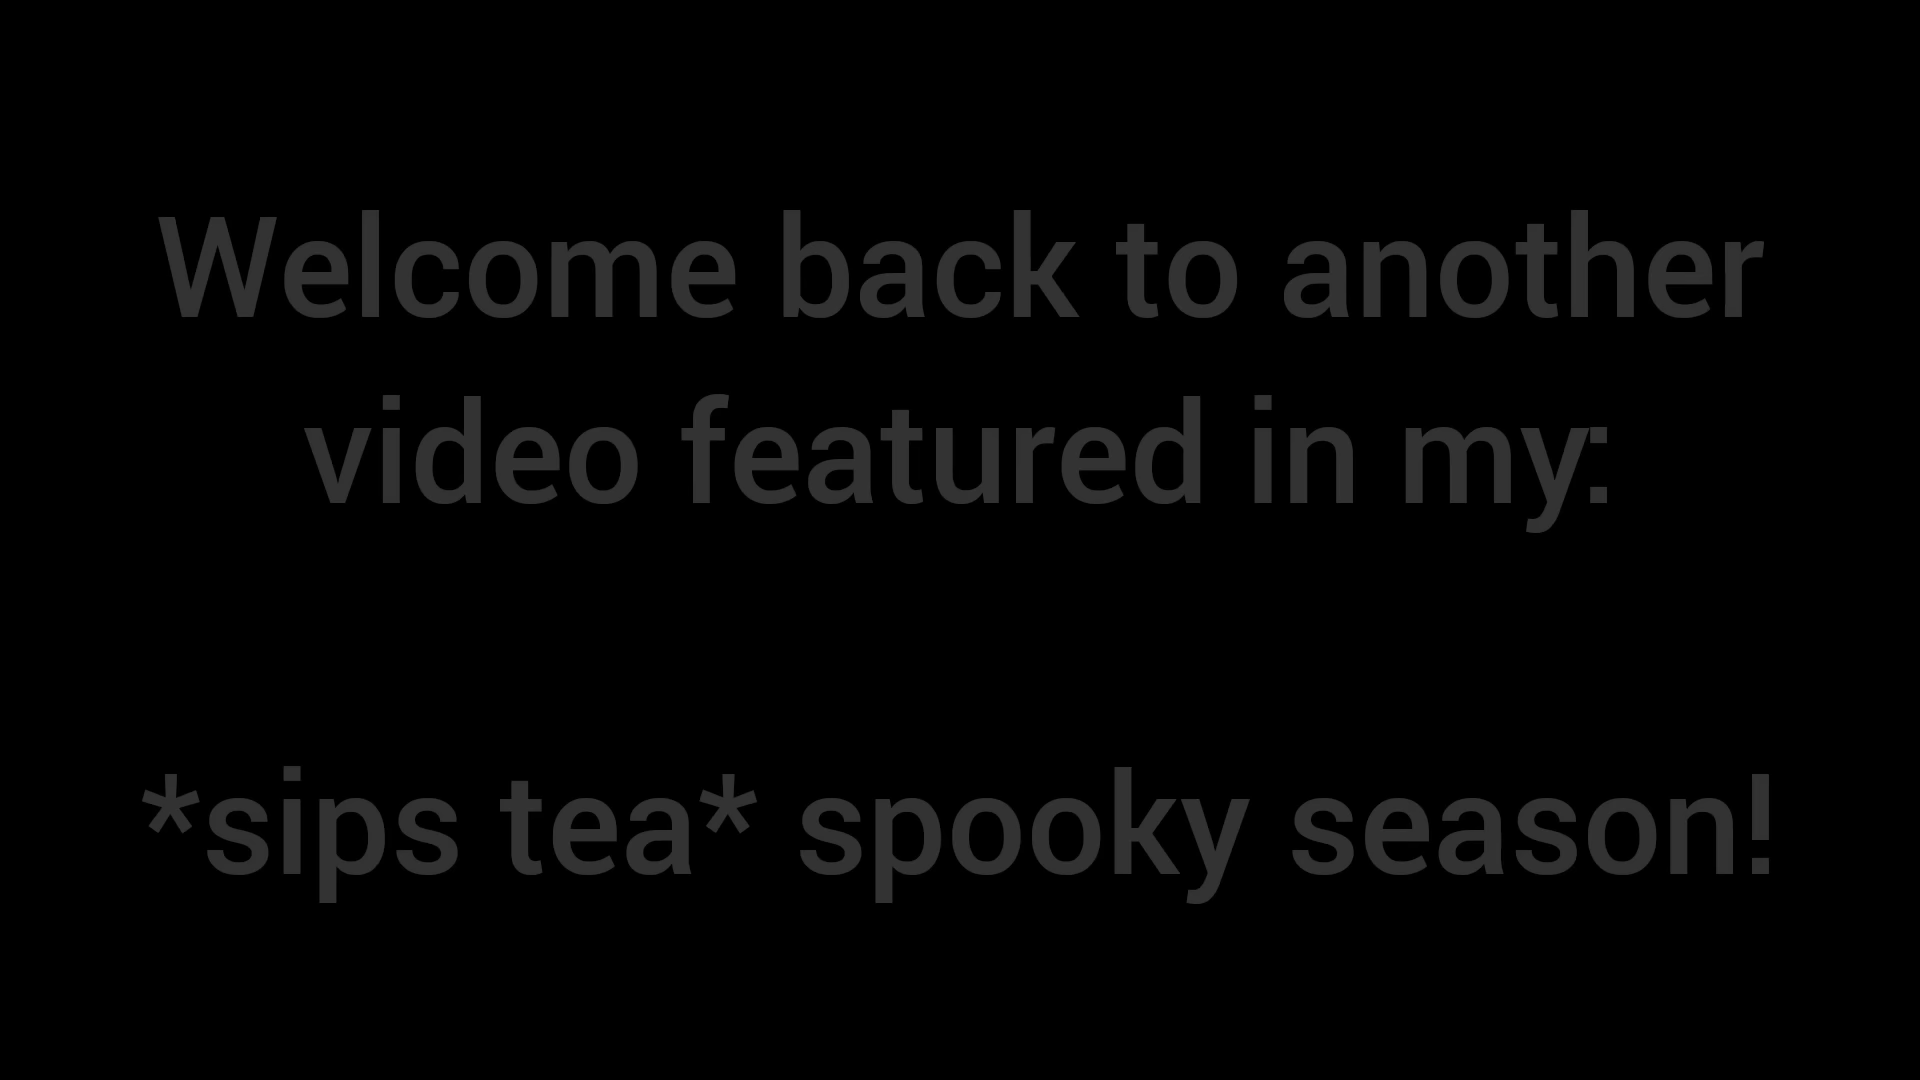 Welcome back to another
video featured in my:
*sips tea* spooky season!